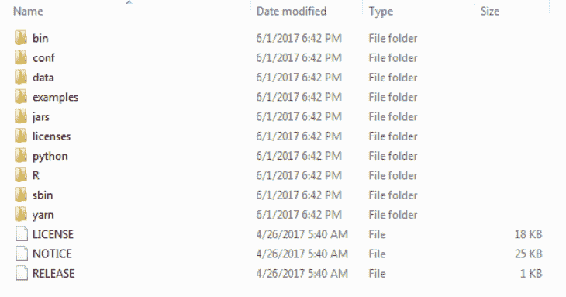 Name Date modified Type Size
bin 6/1/2017 6:42 PM File folder
conf 6/1/2017 6:42 PM File folder
data 6/1/2017 6:42 PM File folder
examples 6/1/2017 6:42 PM File folder
jars 6/1/2017 6:42 PM File folder
licenses 6/1/2017 6:42 PM File folder
python 6/1/2017 6:42 PM File folder
R 6/1/2017 6:42 PM File folder
sbin 6/1/2017 6:42 PM File folder
yarn 6/1/2017 6:42 PM File folder
LICENSE 4/26/2017 5:40 AM File 18 KB
NOTICE 4/26/2017 5:40 AM File 25 KB
RELEASE 4/26/2017 5:40 AM File 1 KB